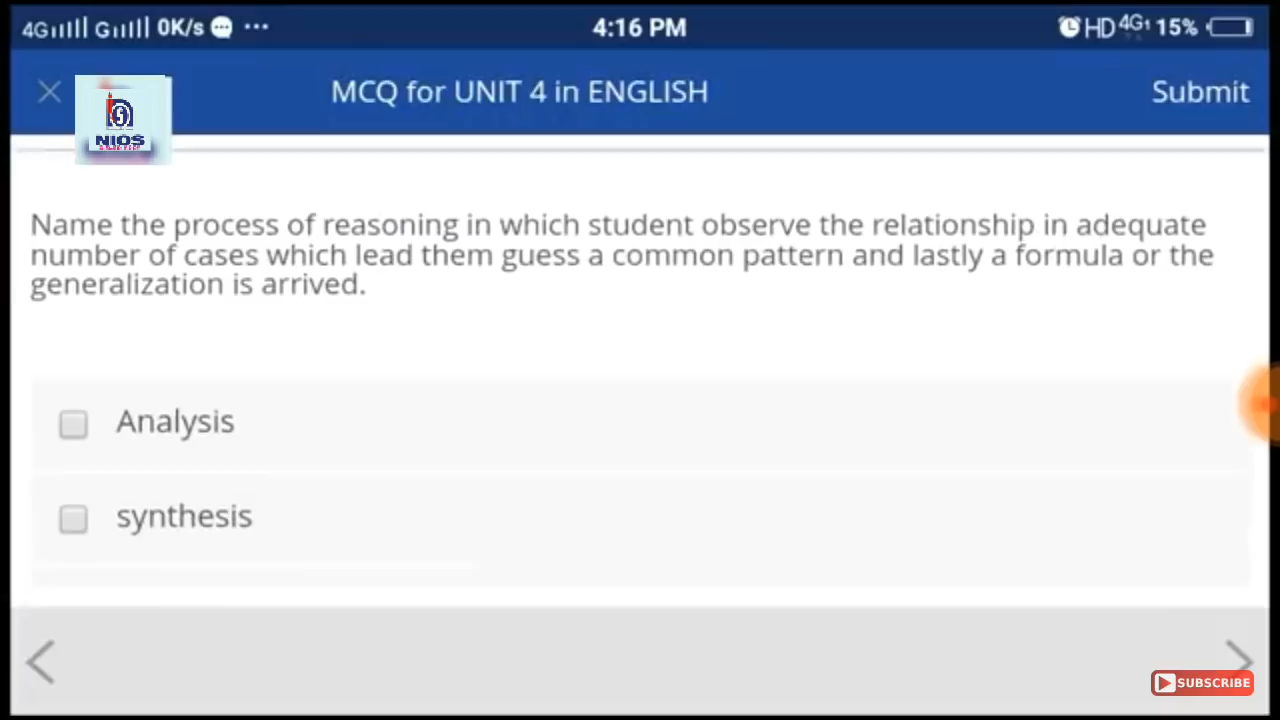 4G G 0K/s 4:16 PM HD 4G 15%
MCQ for UNIT 4 in ENGLISH Submit
NIOS
Name the process of reasoning in which student observe the relationship in adequate
number of cases which lead them guess a common pattern and lastly a formula or the
generalization is arrived.
Analysis
synthesis
SUBSCRIBE